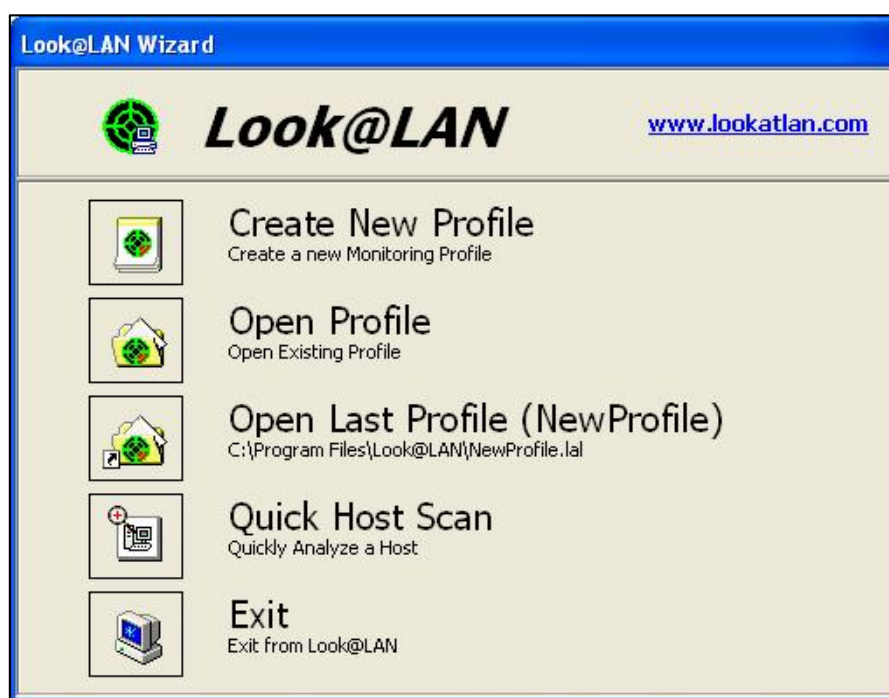 Look@LAN Wizard
Look@LAN
www.lookatlan.com
Create New Profile
Create a new Monitoring Profile
Open Profile
Open Existing Profile
Open Last Profile (NewProfile)
C:\Program Files\Look@LAN\NewProfile.lal
Quick Host Scan
Quickly Analyze a Host
Exit
Exit from Look@LAN